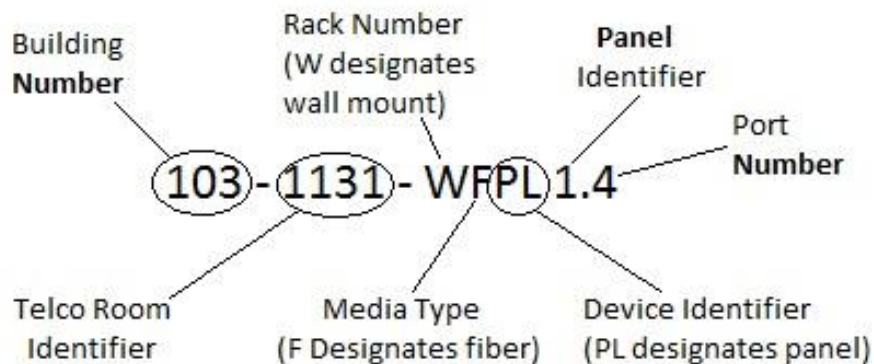 Building
Number
Rack Number
(W designates
wall mount)
Panel
Identifier
Port
Number
103-1131-WFPL1.4
Telco Room
Identifier
Media Type
(F Designates fiber)
Device Identifier
(PL designates panel)